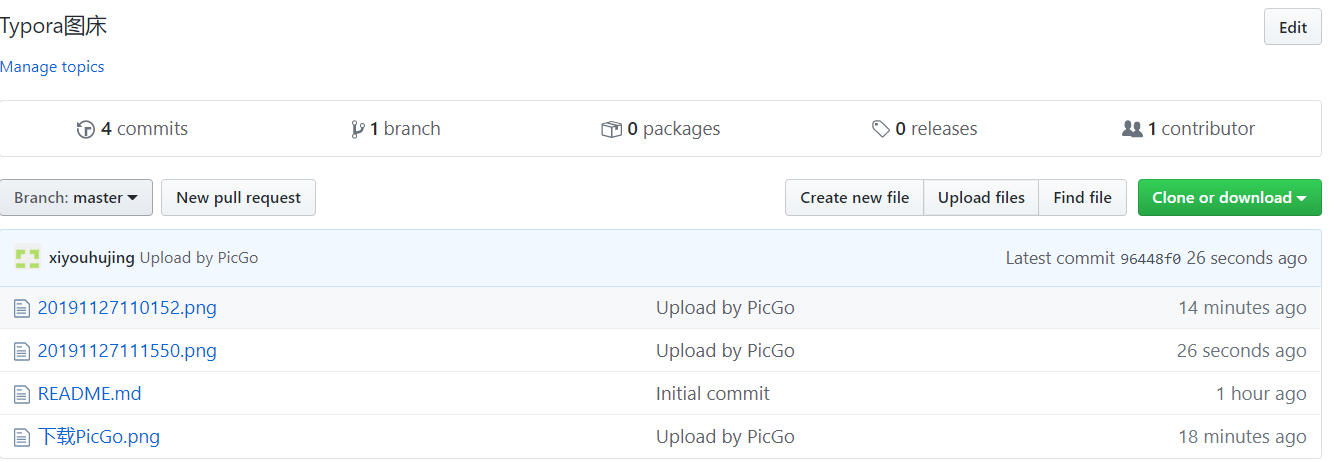 Typora图床
Edit
Manage topics
4 commits
1 branch
0 packages
0 releases
1 contributor
Branch: master
New pull request
Create new file
Upload files
Find file
Clone or download
xiyouhujing Upload by PicGo
Latest commit 96448f0 26 seconds ago
20191127110152.png Upload by PicGo 14 minutes ago
20191127111550.png Upload by PicGo 26 seconds ago
README.md Initial commit 1 hour ago
下载PicGo.png Upload by PicGo 18 minutes ago